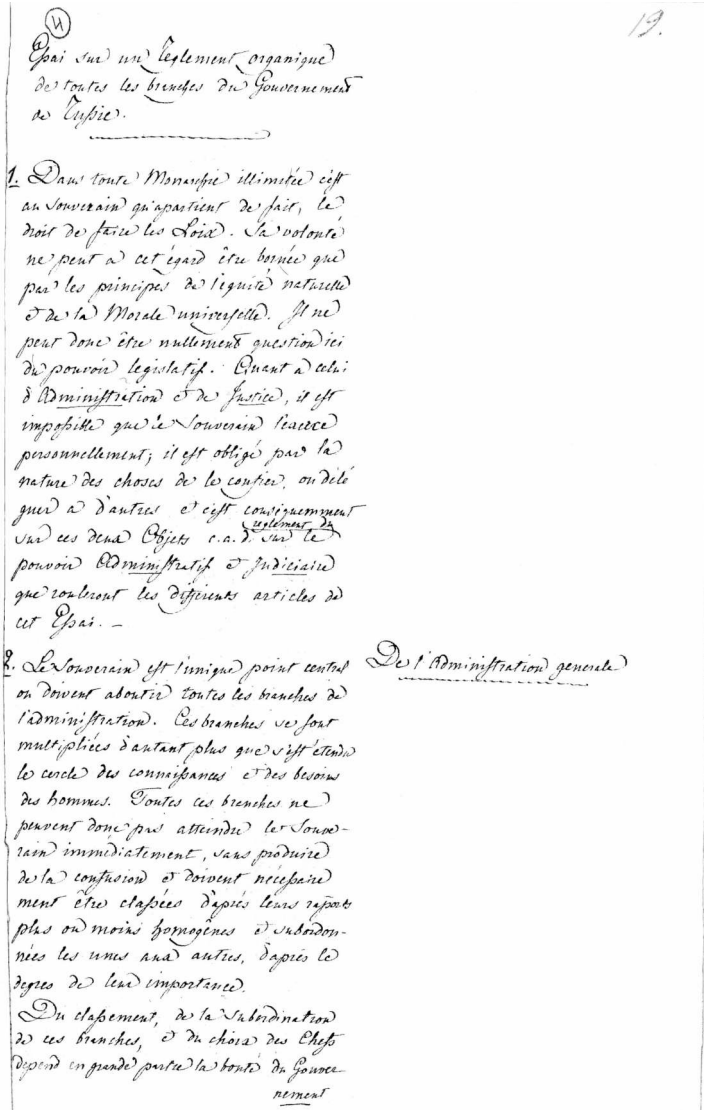 4
19.
Essai sur un Reglement organique
de toutes les branches du Gouvernement
de Russie.
1. Dans toute Monarchie illimitée c'est
au Souverain qu'apartient de fait, le
droit de faire les Loix. Sa volonté
ne peut a cet égard être bornée que
par les principes de l'equité naturelle
et de la Morale universelle. Il ne
peut donc être nullement question ici
du pouvoir legislatif. Quant a celui
d'Administration et de Justice, il est
impossible que le Souverain l'exerce
personnellement; il est obligé par la
nature des choses de le confier, ou délé
guer a d'autres et c'est consequemment
reglement du
sur ces deux Objets c.a.d. sur le
pouvoir Administratif et Judiciaire
que rouleront les differents articles de
cet Essai. —
2. Le Souverain est l'unique point central
De l'Administration generale
ou doivent aboutir toutes les branches de
l'administration. Ces branches se sont
multipliées d'autant plus que s'est étendu
le cercle des connaissances et des besoins
des hommes. Toutes ces branches ne
peuvent donc pas atteindre le Souve-
rain immédiatement, sans produire
de la confusion et doivent nécessaire
ment être classées d'après leurs rapports
plus ou moins homogênes et subordon-
nées les unes aux autres, d'après le
degres de leur importance.
Du classement, de la subordination
de ces branches, et du choix des Chefs
depend en grande partie la bonté du Gouver-
nement